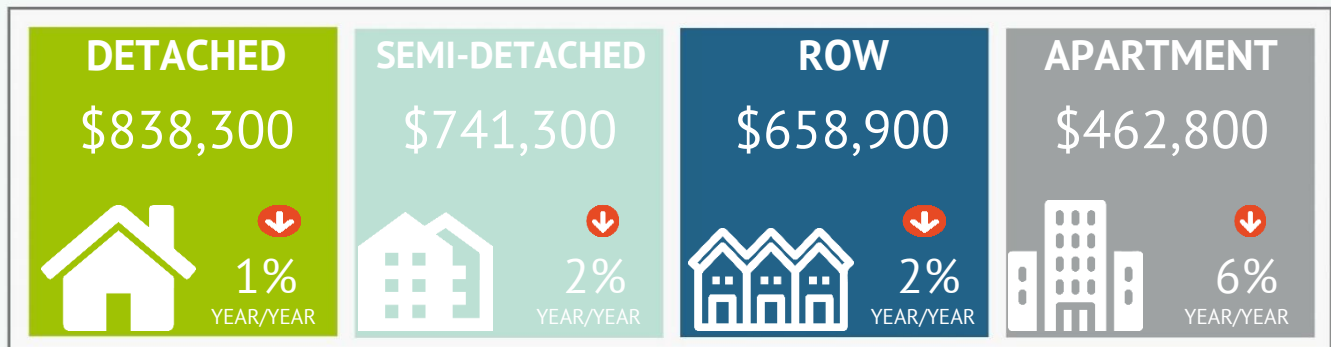 DETACHED
$838,300
1%
YEAR/YEAR
SEMI-DETACHED
$741,300
2%
YEAR/YEAR
ROW
$658,900
2%
YEAR/YEAR
APARTMENT
$462,800
6%
YEAR/YEAR